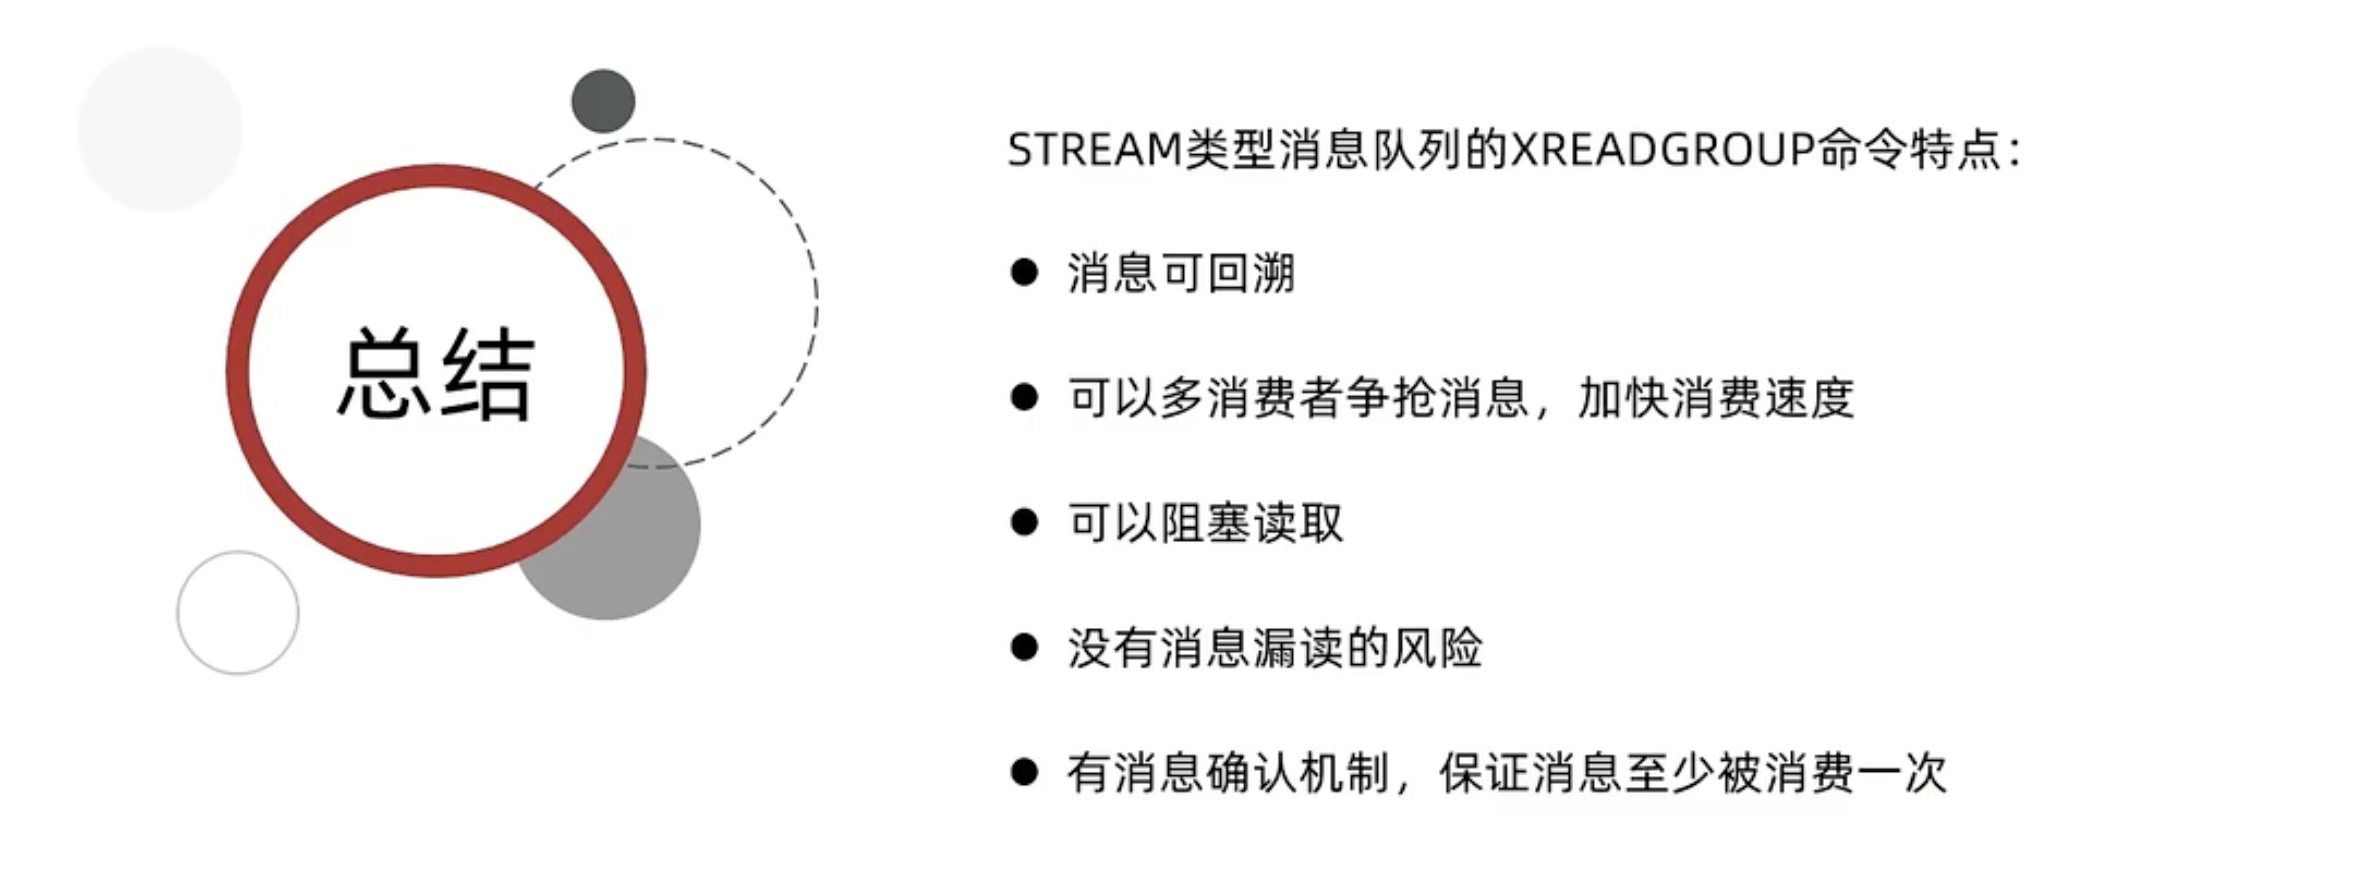 总结
STREAM类型消息队列的XREADGROUP命令特点：
● 消息可回溯
● 可以多消费者争抢消息，加快消费速度
● 可以阻塞读取
● 没有消息漏读的风险
● 有消息确认机制，保证消息至少被消费一次